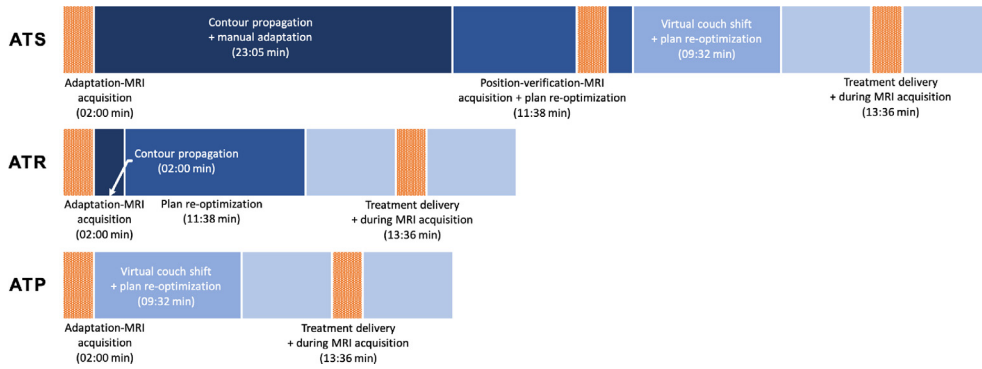 ATS
Contour propagation
+ manual adaptation
(23:05 min)
Virtual couch shift
+ plan re-optimization
(09:32 min)
Adaptation-MRI
acquisition
(02:00 min)
Position-verification-MRI
acquisition + plan re-optimization
(11:38 min)
Treatment delivery
+ during MRI acquisition
(13:36 min)
ATR
Contour propagation
(02:00 min)
Adaptation-MRI
acquisition
(02:00 min)
Plan re-optimization
(11:38 min)
Treatment delivery
+ during MRI acquisition
(13:36 min)
ATP
Virtual couch shift
+ plan re-optimization
(09:32 min)
Adaptation-MRI
acquisition
(02:00 min)
Treatment delivery
+ during MRI acquisition
(13:36 min)